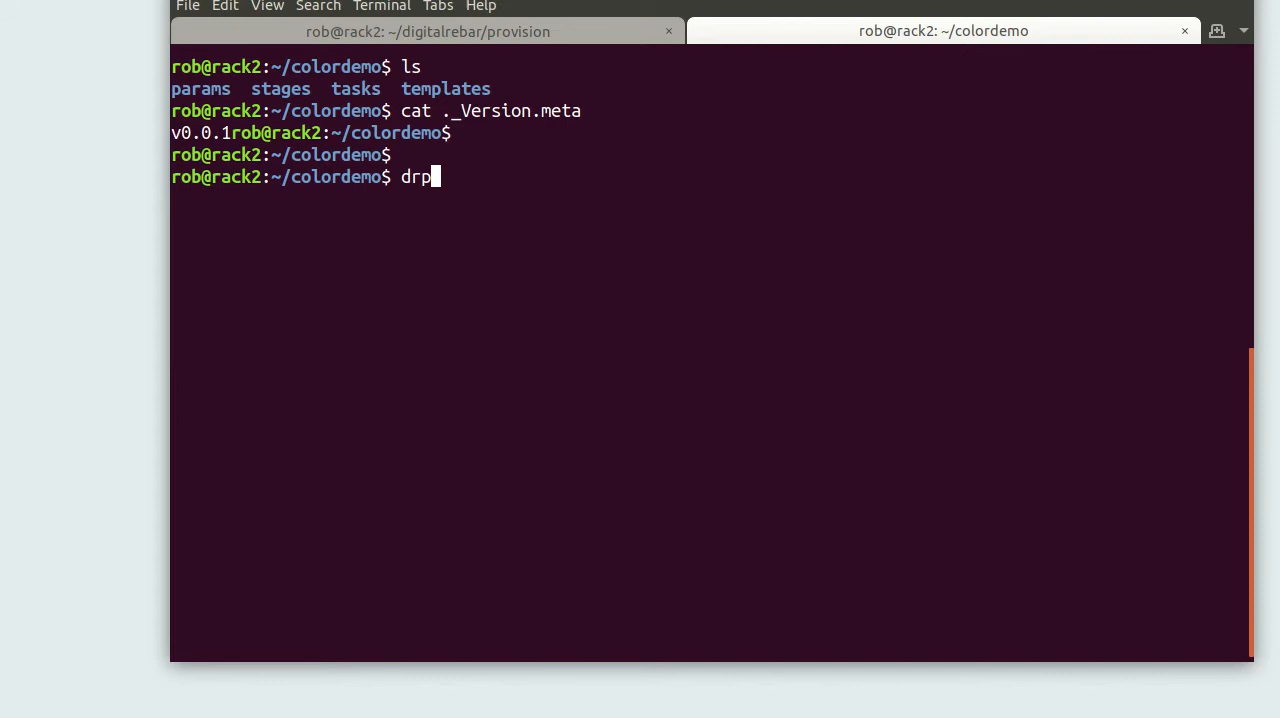 File Edit View Search Terminal Tabs Help
rob@rack2: ~/digitalrebar/provision × rob@rack2: ~/colordemo ×
rob@rack2:~/colordemo$ ls
params stages tasks templates
rob@rack2:~/colordemo$ cat ._Version.meta
v0.0.1rob@rack2:~/colordemo$
rob@rack2:~/colordemo$
rob@rack2:~/colordemo$ drp